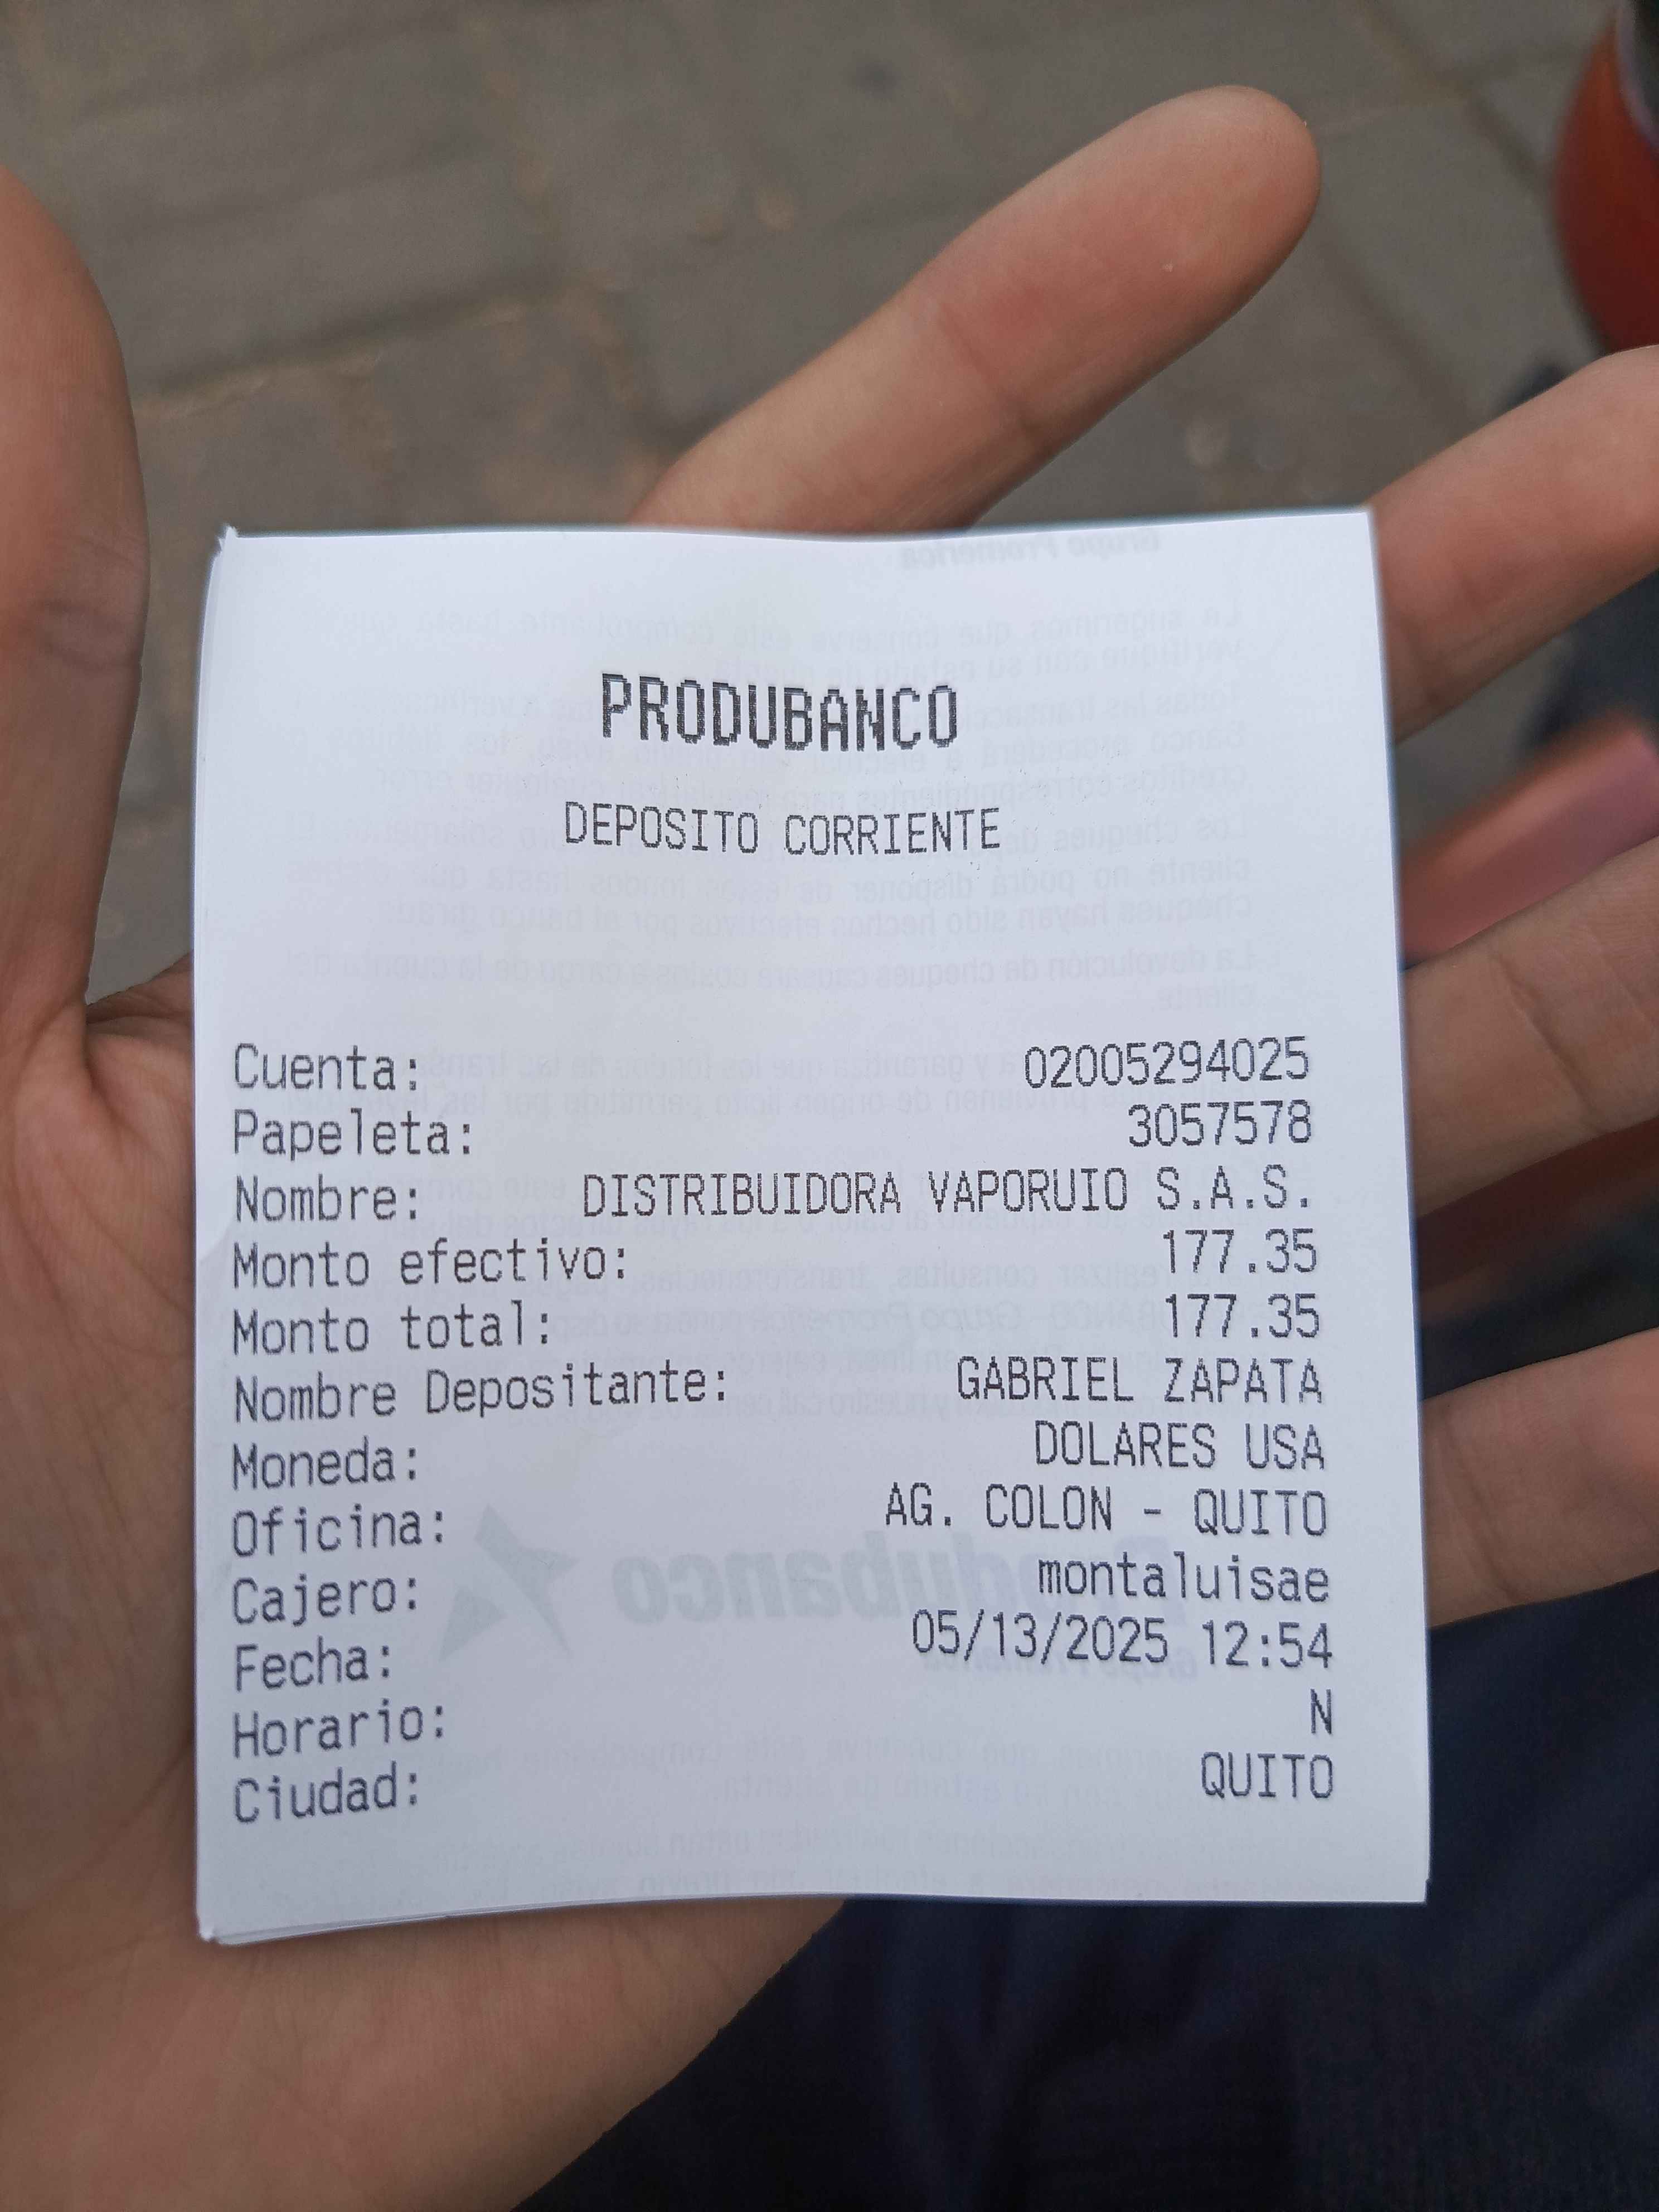 PRODUBANCO
DEPOSITO CORRIENTE
Cuenta: 02005294025
Papeleta: 3057578
Nombre: DISTRIBUIDORA VAPORUIO S.A.S.
Monto efectivo: 177.35
Monto total: 177.35
Nombre Depositante: GABRIEL ZAPATA
Moneda: DOLARES USA
Oficina: AG. COLON - QUITO
Cajero: montaluisae
Fecha: 05/13/2025 12:54
Horario: N
Ciudad: QUITO